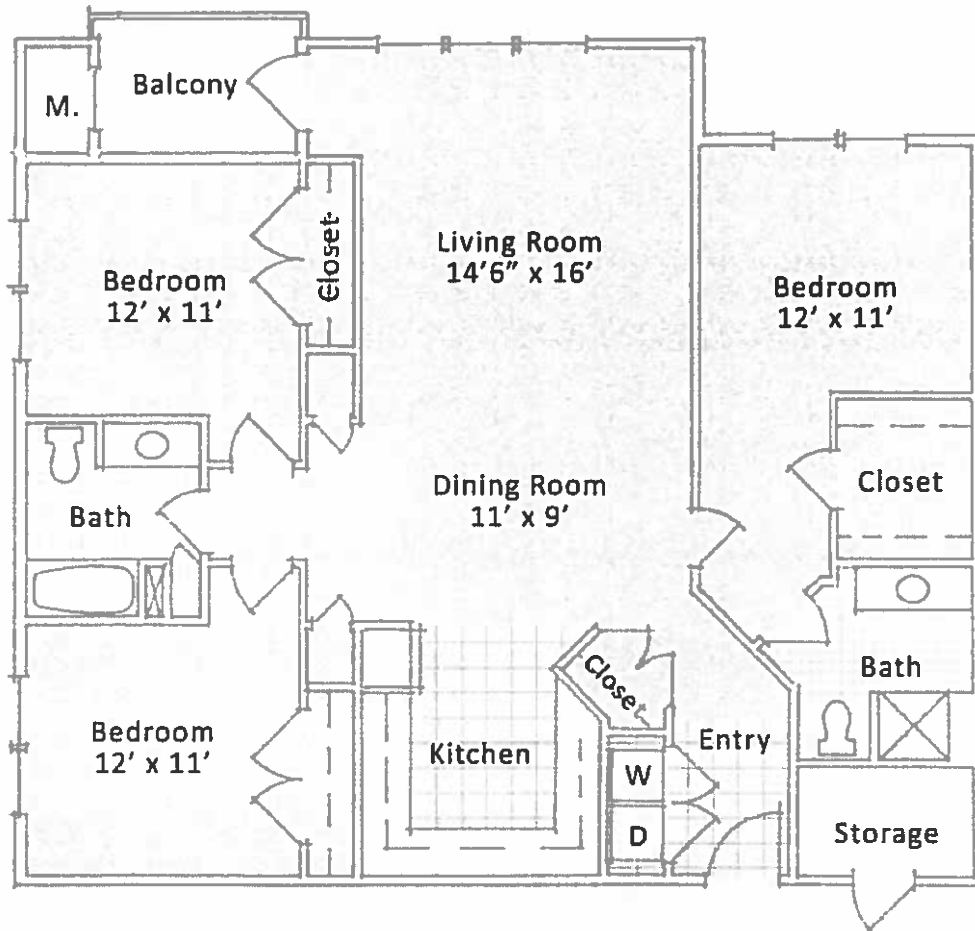 Balcony
M.
Closet
Living Room
14'6" x 16'
Bedroom
12' x 11'
Bedroom
12' x 11'
Closet
Dining Room
11' x 9'
Bath
Closet
Bath
Bedroom
12' x 11'
Kitchen
Entry
W
D
Storage